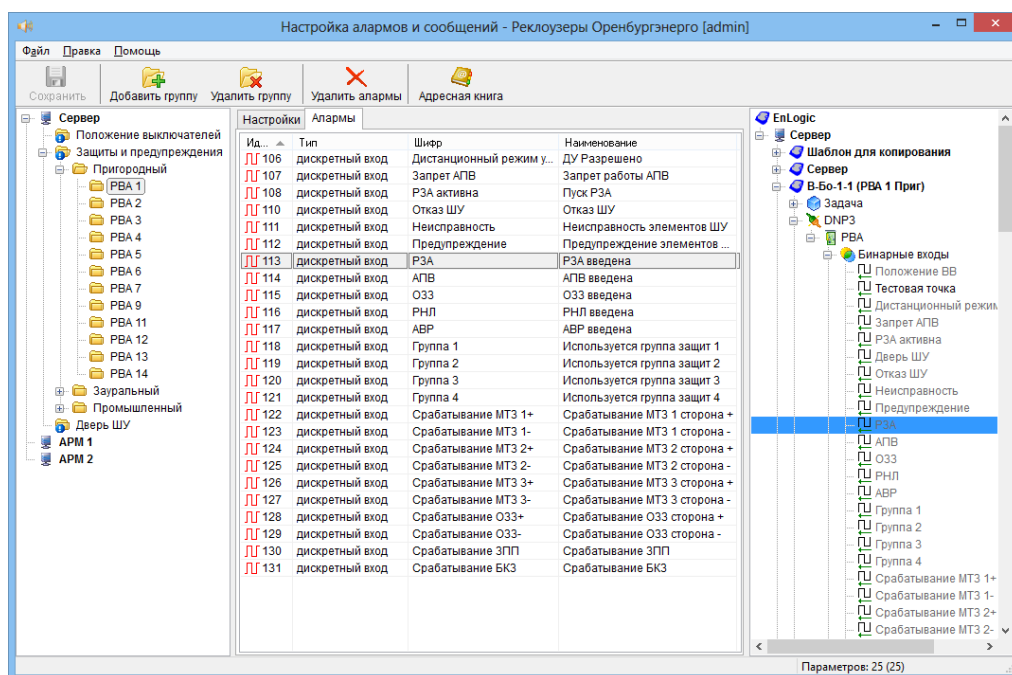 Настройка алармов и сообщений - Реклоузеры Оренбургэнерго [admin]
Файл Правка Помощь
Сохранить Добавить группу Удалить группу Удалить алармы Адресная книга
Сервер
Положение выключателей
Защиты и предупреждения
Пригородный
РВА 1
РВА 2
РВА 3
РВА 4
РВА 5
РВА 6
РВА 7
РВА 9
РВА 11
РВА 12
РВА 13
РВА 14
Зауральный
Промышленный
Дверь ШУ
АРМ 1
АРМ 2
Настройки Алармы
Ид... Тип Шифр Наименование
106 дискретный вход Дистанционный режим у... ДУ Разрешено
107 дискретный вход Запрет АПВ Запрет работы АПВ
108 дискретный вход РЗА активна Пуск РЗА
110 дискретный вход Отказ ШУ Отказ ШУ
111 дискретный вход Неисправность Неисправность элементов ШУ
112 дискретный вход Предупреждение Предупреждение элементов ...
113 дискретный вход РЗА РЗА введена
114 дискретный вход АПВ АПВ введена
115 дискретный вход ОЗЗ ОЗЗ введена
116 дискретный вход РНЛ РНЛ введена
117 дискретный вход АВР АВР введена
118 дискретный вход Группа 1 Используется группа защит 1
119 дискретный вход Группа 2 Используется группа защит 2
120 дискретный вход Группа 3 Используется группа защит 3
121 дискретный вход Группа 4 Используется группа защит 4
122 дискретный вход Срабатывание МТЗ 1+ Срабатывание МТЗ 1 сторона +
123 дискретный вход Срабатывание МТЗ 1- Срабатывание МТЗ 1 сторона -
124 дискретный вход Срабатывание МТЗ 2+ Срабатывание МТЗ 2 сторона +
125 дискретный вход Срабатывание МТЗ 2- Срабатывание МТЗ 2 сторона -
126 дискретный вход Срабатывание МТЗ 3+ Срабатывание МТЗ 3 сторона +
127 дискретный вход Срабатывание МТЗ 3- Срабатывание МТЗ 3 сторона -
128 дискретный вход Срабатывание ОЗЗ+ Срабатывание ОЗЗ сторона +
129 дискретный вход Срабатывание ОЗЗ- Срабатывание ОЗЗ сторона -
130 дискретный вход Срабатывание ЗПП Срабатывание ЗПП
131 дискретный вход Срабатывание БКЗ Срабатывание БКЗ
EnLogic
Сервер
Шаблон для копирования
Сервер
В-Бо-1-1 (РВА 1 Приг)
Задача
DNP3
РВА
Бинарные входы
Положение ВВ
Тестовая точка
Дистанционный режим
Запрет АПВ
РЗА активна
Дверь ШУ
Отказ ШУ
Неисправность
Предупреждение
РЗА
АПВ
ОЗЗ
РНЛ
АВР
Группа 1
Группа 2
Группа 3
Группа 4
Срабатывание МТЗ 1+
Срабатывание МТЗ 1-
Срабатывание МТЗ 2+
Срабатывание МТЗ 2-
Параметров: 25 (25)